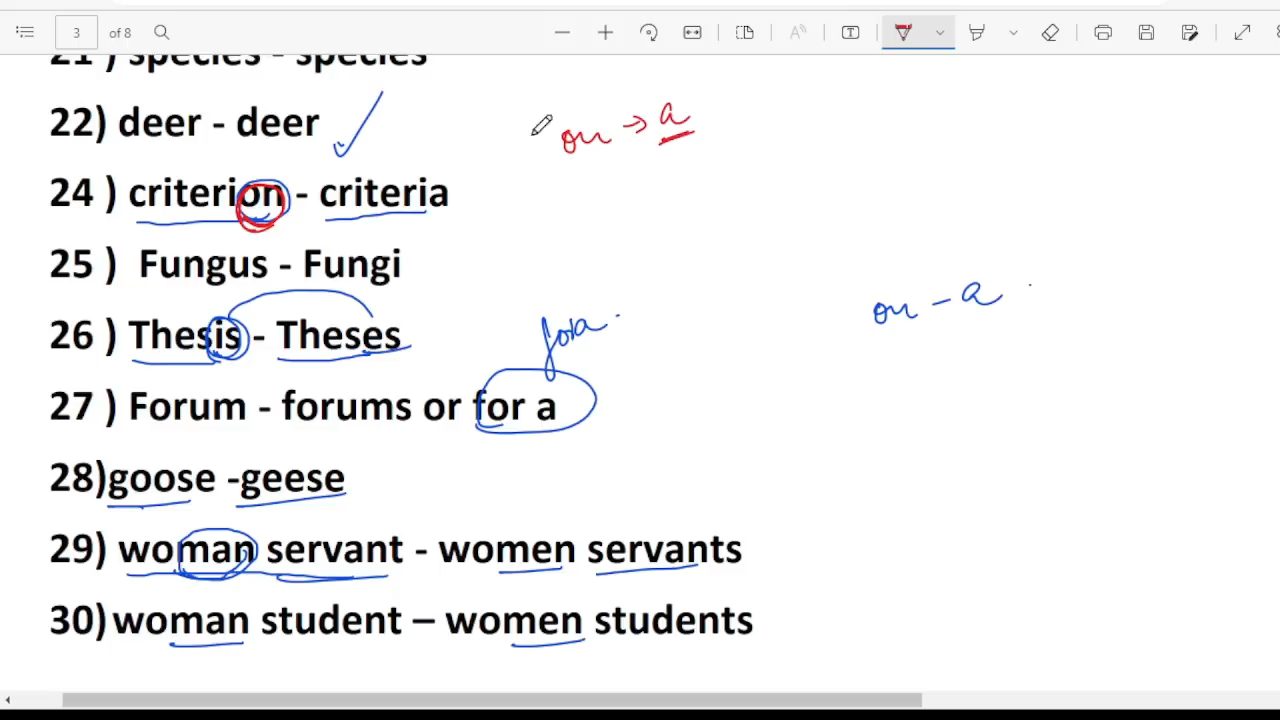 3 of 8
21 ) species - species
22) deer - deer
on → a
24 ) criterion - criteria
25 ) Fungus - Fungi
on - a
26 ) Thesis - Theses
fora
27 ) Forum - forums or for a
28)goose -geese
29) woman servant - women servants
30) woman student – women students